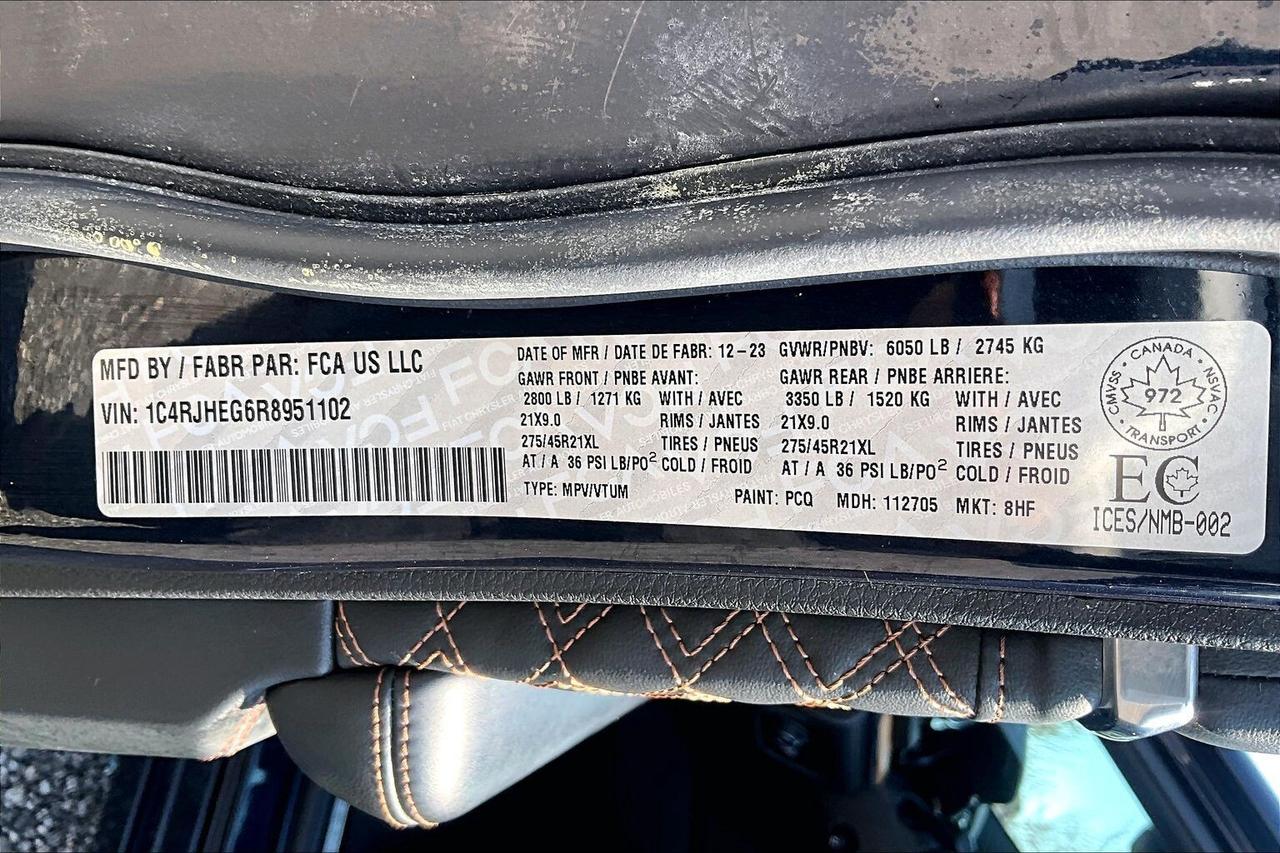 MFD BY / FABR PAR: FCA US LLC
VIN: 1C4RJHEG6R8951102
DATE OF MFR / DATE DE FABR: 12-23 GVWR/PNBV: 6050 LB / 2745 KG
GAWR FRONT / PNBE AVANT: GAWR REAR / PNBE ARRIERE:
2800 LB / 1271 KG WITH / AVEC 3350 LB / 1520 KG WITH / AVEC
21X9.0 RIMS / JANTES 21X9.0 RIMS / JANTES
275/45R21XL TIRES / PNEUS 275/45R21XL TIRES / PNEUS
AT / A 36 PSI LB/PO² COLD / FROID AT / A 36 PSI LB/PO² COLD / FROID
TYPE: MPV/VTUM PAINT: PCQ MDH: 112705 MKT: 8HF
CANADA
CMVSS 972 NSVAC
TRANSPORT
EC
ICES/NMB-002